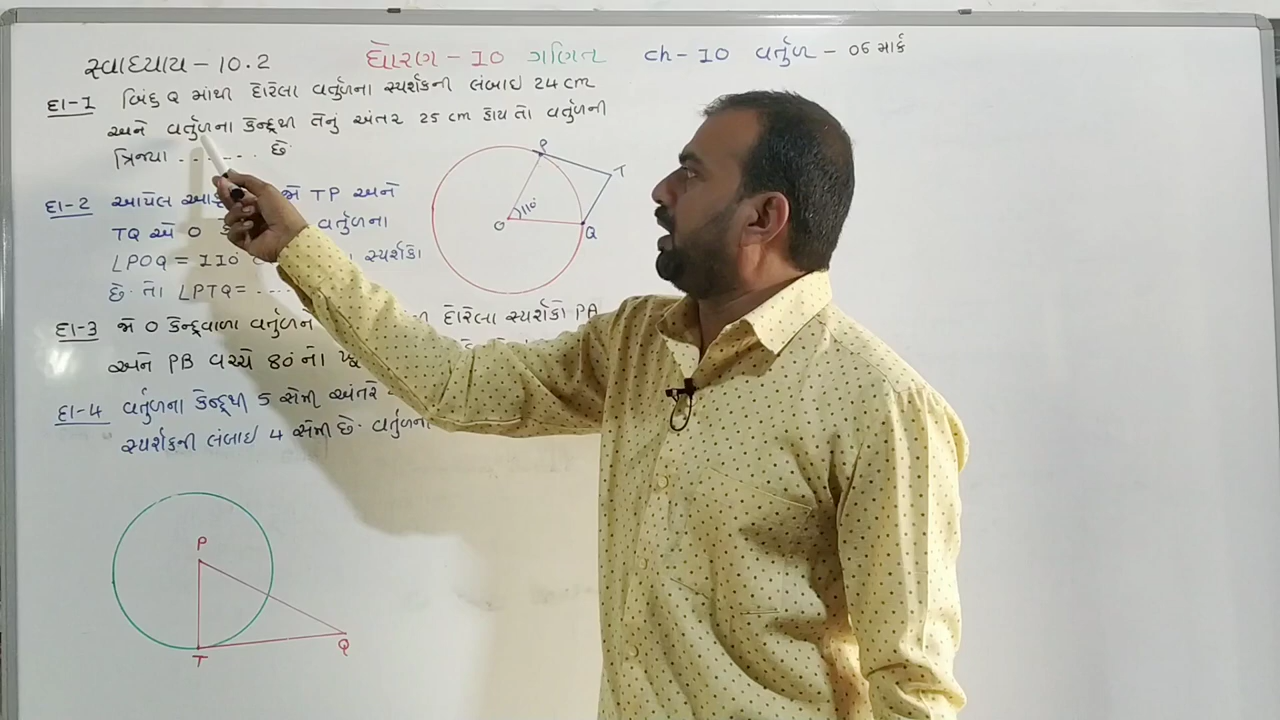 સ્વાધ્યાય - 10.2
ધોરણ - 10 ગણિત
ch - 10 વર્તુળ - 06 માર્ક
દા-1 બિંદુ Q માંથી દોરેલા વર્તુળના સ્પર્શકની લંબાઇ 24 cm
અને વર્તુળના કેન્દ્રથી તેનું અંતર 25 cm હોય તો વર્તુળની
ત્રિજ્યા ....... છે.
દા-2 આપેલ જો TP અને
TQ એ O વર્તુળના
∠POQ = 110° સ્પર્શકો
છે. તો ∠PTQ = ....
P
T
110°
O
Q
દા-3 જો O કેન્દ્રવાળા વર્તુળને દોરેલા સ્પર્શકો PA
અને PB વચ્ચે 80° નો
દા-4 વર્તુળના કેન્દ્રથી 5 સેમી અંતરે
સ્પર્શકની લંબાઇ 4 સેમી છે. વર્તુળની
P
T
Q